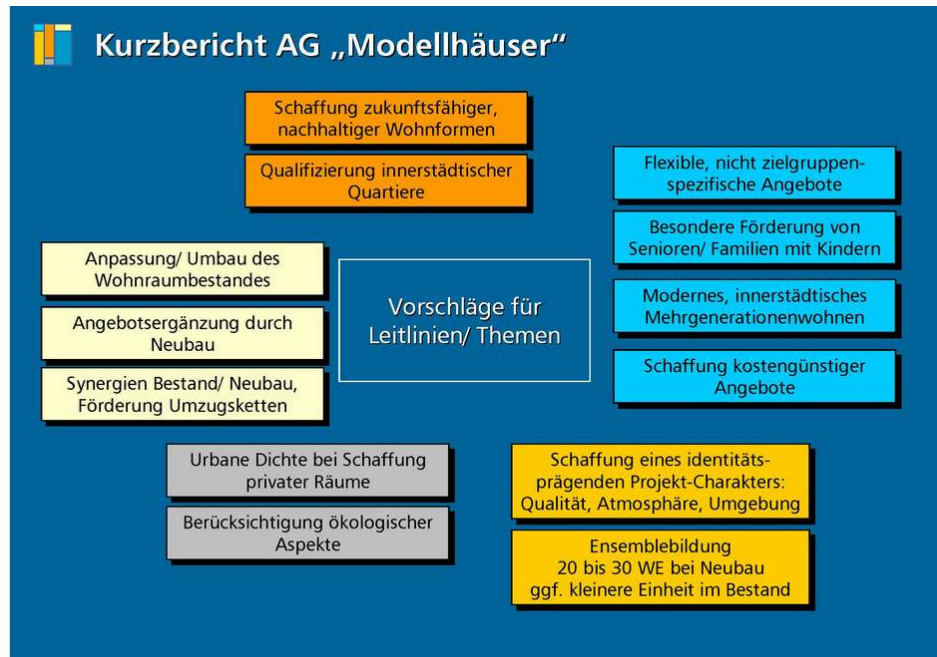 Kurzbericht AG „Modellhäuser“
Schaffung zukunftsfähiger,
nachhaltiger Wohnformen
Qualifizierung innerstädtischer
Quartiere
Flexible, nicht zielgruppen-
spezifische Angebote
Besondere Förderung von
Senioren/ Familien mit Kindern
Modernes, innerstädtisches
Mehrgenerationenwohnen
Schaffung kostengünstiger
Angebote
Anpassung/ Umbau des
Wohnraumbestandes
Angebotsergänzung durch
Neubau
Synergien Bestand/ Neubau,
Förderung Umzugsketten
Vorschläge für
Leitlinien/ Themen
Urbane Dichte bei Schaffung
privater Räume
Berücksichtigung ökologischer
Aspekte
Schaffung eines identitäts-
prägenden Projekt-Charakters:
Qualität, Atmosphäre, Umgebung
Ensemblebildung
20 bis 30 WE bei Neubau
ggf. kleinere Einheit im Bestand